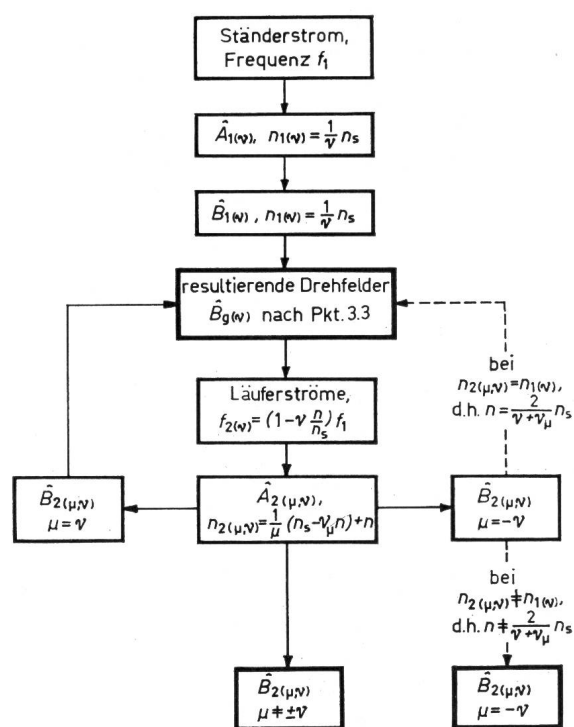 Ständerstrom,
Frequenz f₁
Â₁₍ᵥ₎, n₁₍ᵥ₎ = 1/ν nₛ
B̂₁₍ᵥ₎, n₁₍ᵥ₎ = 1/ν nₛ
resultierende Drehfelder
B̂g(ν) nach Pkt. 3.3
Läuferströme,
f₂₍ᵥ₎ = (1-ν n/nₛ) f₁
B̂₂(μ;ν)
μ = ν
Â₂(μ;ν),
n₂(μ;ν) = 1/μ (nₛ-νμn)+n
B̂₂(μ;ν)
μ = -ν
bei
n₂(μ;ν) = n₁(ν),
d.h. n = 2/(ν+νμ) nₛ
bei
n₂(μ;ν) ≠ n₁(ν),
d.h. n ≠ 2/(ν+νμ) nₛ
B̂₂(μ;ν)
μ ≠ ±ν
B̂₂(μ;ν)
μ = -ν